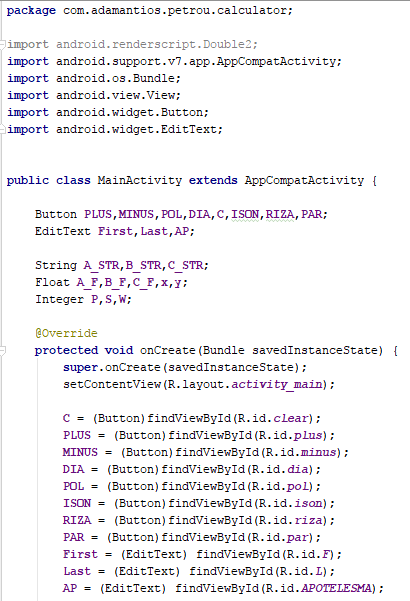 package com.adamantios.petrou.calculator;
import android.renderscript.Double2;
import android.support.v7.app.AppCompatActivity;
import android.os.Bundle;
import android.view.View;
import android.widget.Button;
import android.widget.EditText;
public class MainActivity extends AppCompatActivity {
Button PLUS,MINUS,POL,DIA,C,ISON,RIZA,PAR;
EditText First,Last,AP;
String A_STR,B_STR,C_STR;
Float A_F,B_F,C_F,x,y;
Integer P,S,W;
@Override
protected void onCreate(Bundle savedInstanceState) {
super.onCreate(savedInstanceState);
setContentView(R.layout.activity_main);
C = (Button)findViewById(R.id.clear);
PLUS = (Button)findViewById(R.id.plus);
MINUS = (Button)findViewById(R.id.minus);
DIA = (Button)findViewById(R.id.dia);
POL = (Button)findViewById(R.id.pol);
ISON = (Button)findViewById(R.id.ison);
RIZA = (Button)findViewById(R.id.riza);
PAR = (Button)findViewById(R.id.par);
First = (EditText) findViewById(R.id.F);
Last = (EditText) findViewById(R.id.L);
AP = (EditText) findViewById(R.id.APOTELESMA);